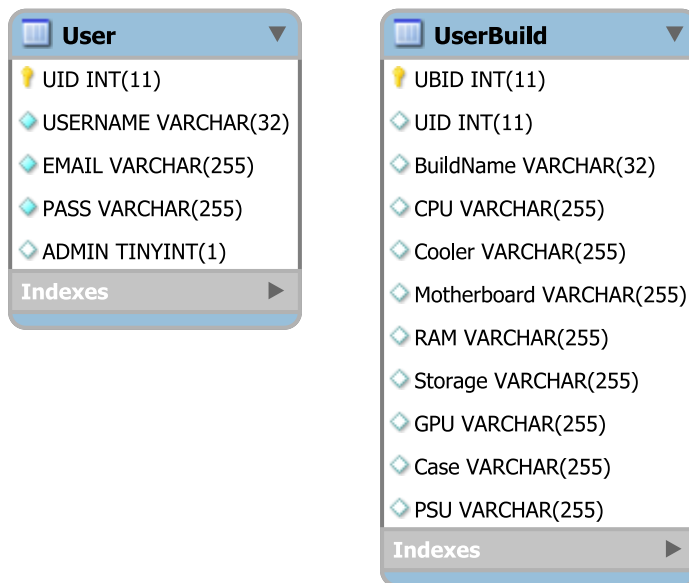 User
UID INT(11)
USERNAME VARCHAR(32)
EMAIL VARCHAR(255)
PASS VARCHAR(255)
ADMIN TINYINT(1)
Indexes
UserBuild
UBID INT(11)
UID INT(11)
BuildName VARCHAR(32)
CPU VARCHAR(255)
Cooler VARCHAR(255)
Motherboard VARCHAR(255)
RAM VARCHAR(255)
Storage VARCHAR(255)
GPU VARCHAR(255)
Case VARCHAR(255)
PSU VARCHAR(255)
Indexes